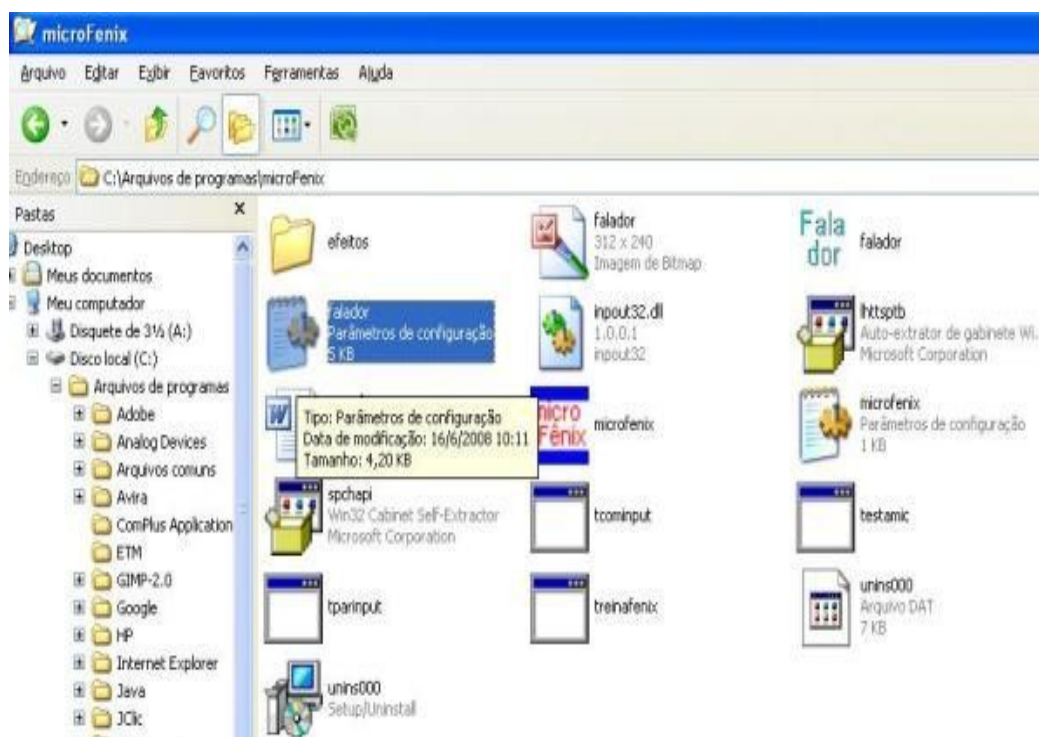 microFenix
Arquivo Editar Exibir Favoritos Ferramentas Ajuda
Endereço C:\Arquivos de programas\microFenix
Pastas
Desktop
Meus documentos
Meu computador
Disquete de 3½ (A:)
Disco local (C:)
Arquivos de programas
Adobe
Analog Devices
Arquivos comuns
Avira
ComPlus Application
ETM
GIMP-2.0
Google
HP
Internet Explorer
Java
JClic
efeitos
falador
312 x 240
Imagem de Bitmap
Fala
dor
falador
falador
Parâmetros de configuração
5 KB
inpout32.dll
1.0.0.1
inpout32
lhttsptb
Auto-extrator de gabinete Wi...
Microsoft Corporation
Tipo: Parâmetros de configuração
Data de modificação: 16/6/2008 10:11
Tamanho: 4,20 KB
micro
Fênix
microfenix
microfenix
Parâmetros de configuração
1 KB
spchapi
Win32 Cabinet Self-Extractor
Microsoft Corporation
tcominput
testamic
tparinput
treinafenix
unins000
Arquivo DAT
7 KB
unins000
Setup/Uninstall